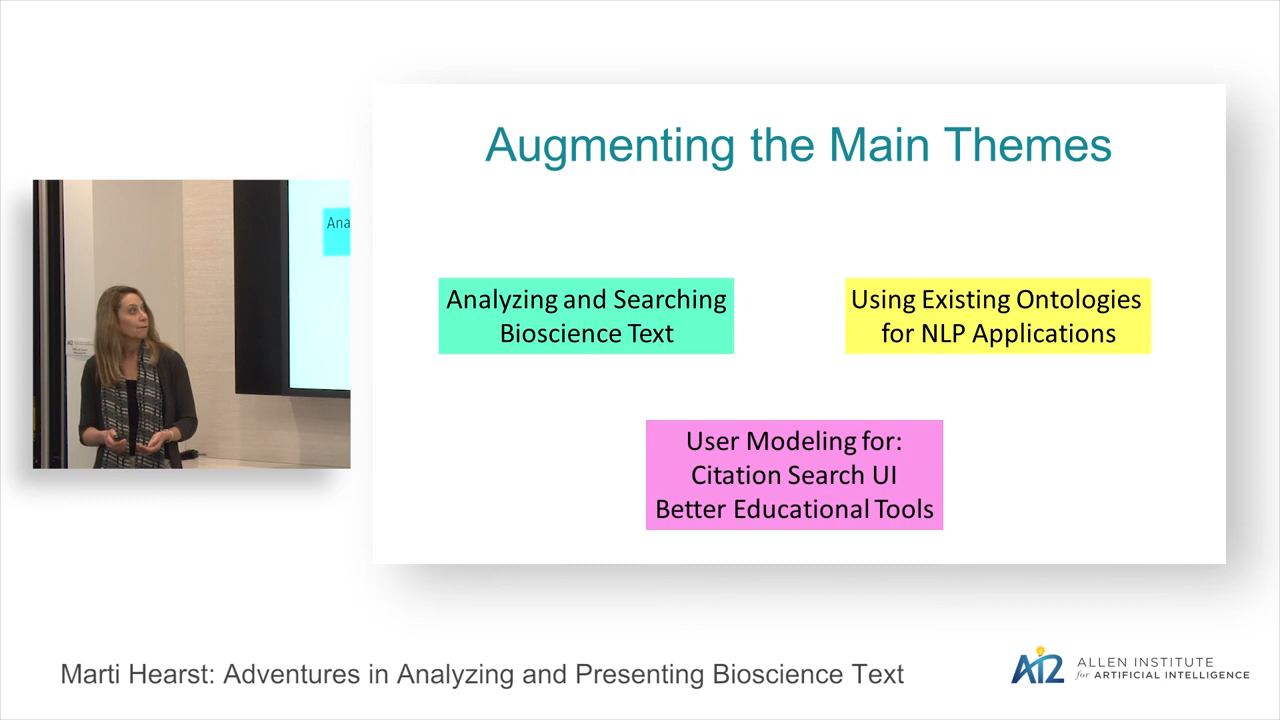 Augmenting the Main Themes
Ana
Analyzing and Searching
Bioscience Text
Using Existing Ontologies
for NLP Applications
User Modeling for:
Citation Search UI
Better Educational Tools
Marti Hearst: Adventures in Analyzing and Presenting Bioscience Text
AI2 ALLEN INSTITUTE
for ARTIFICIAL INTELLIGENCE